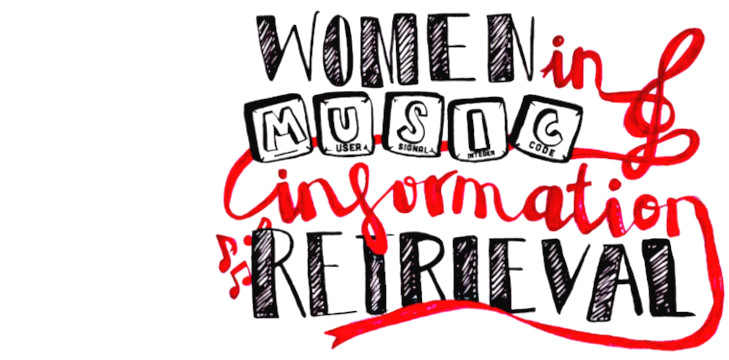 WOMEN in
MUSIC
USER SIGNAL INTEGER CODE
information
RETRIEVAL